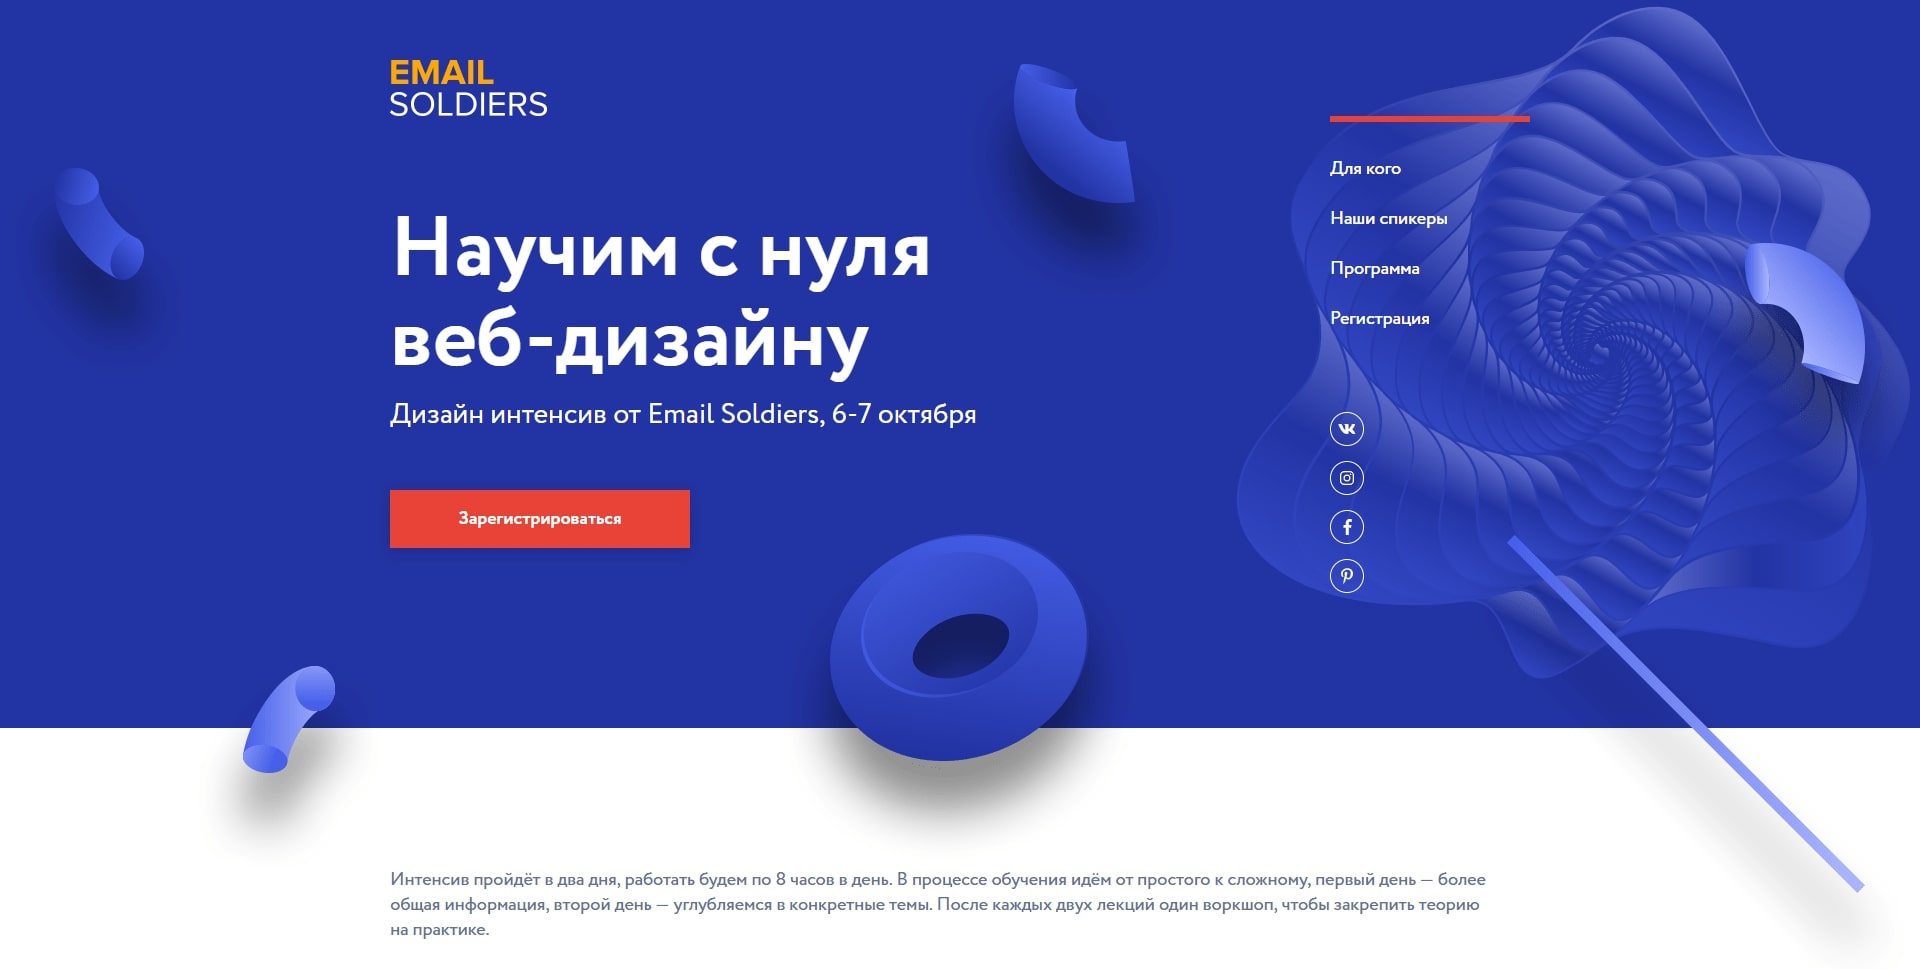 EMAIL
SOLDIERS
Научим с нуля
веб-дизайну
Дизайн интенсив от Email Soldiers, 6-7 октября
Зарегистрироваться
Для кого
Наши спикеры
Программа
Регистрация
Интенсив пройдёт в два дня, работать будем по 8 часов в день. В процессе обучения идём от простого к сложному, первый день — более
общая информация, второй день — углубляемся в конкретные темы. После каждых двух лекций один воркшоп, чтобы закрепить теорию
на практике.